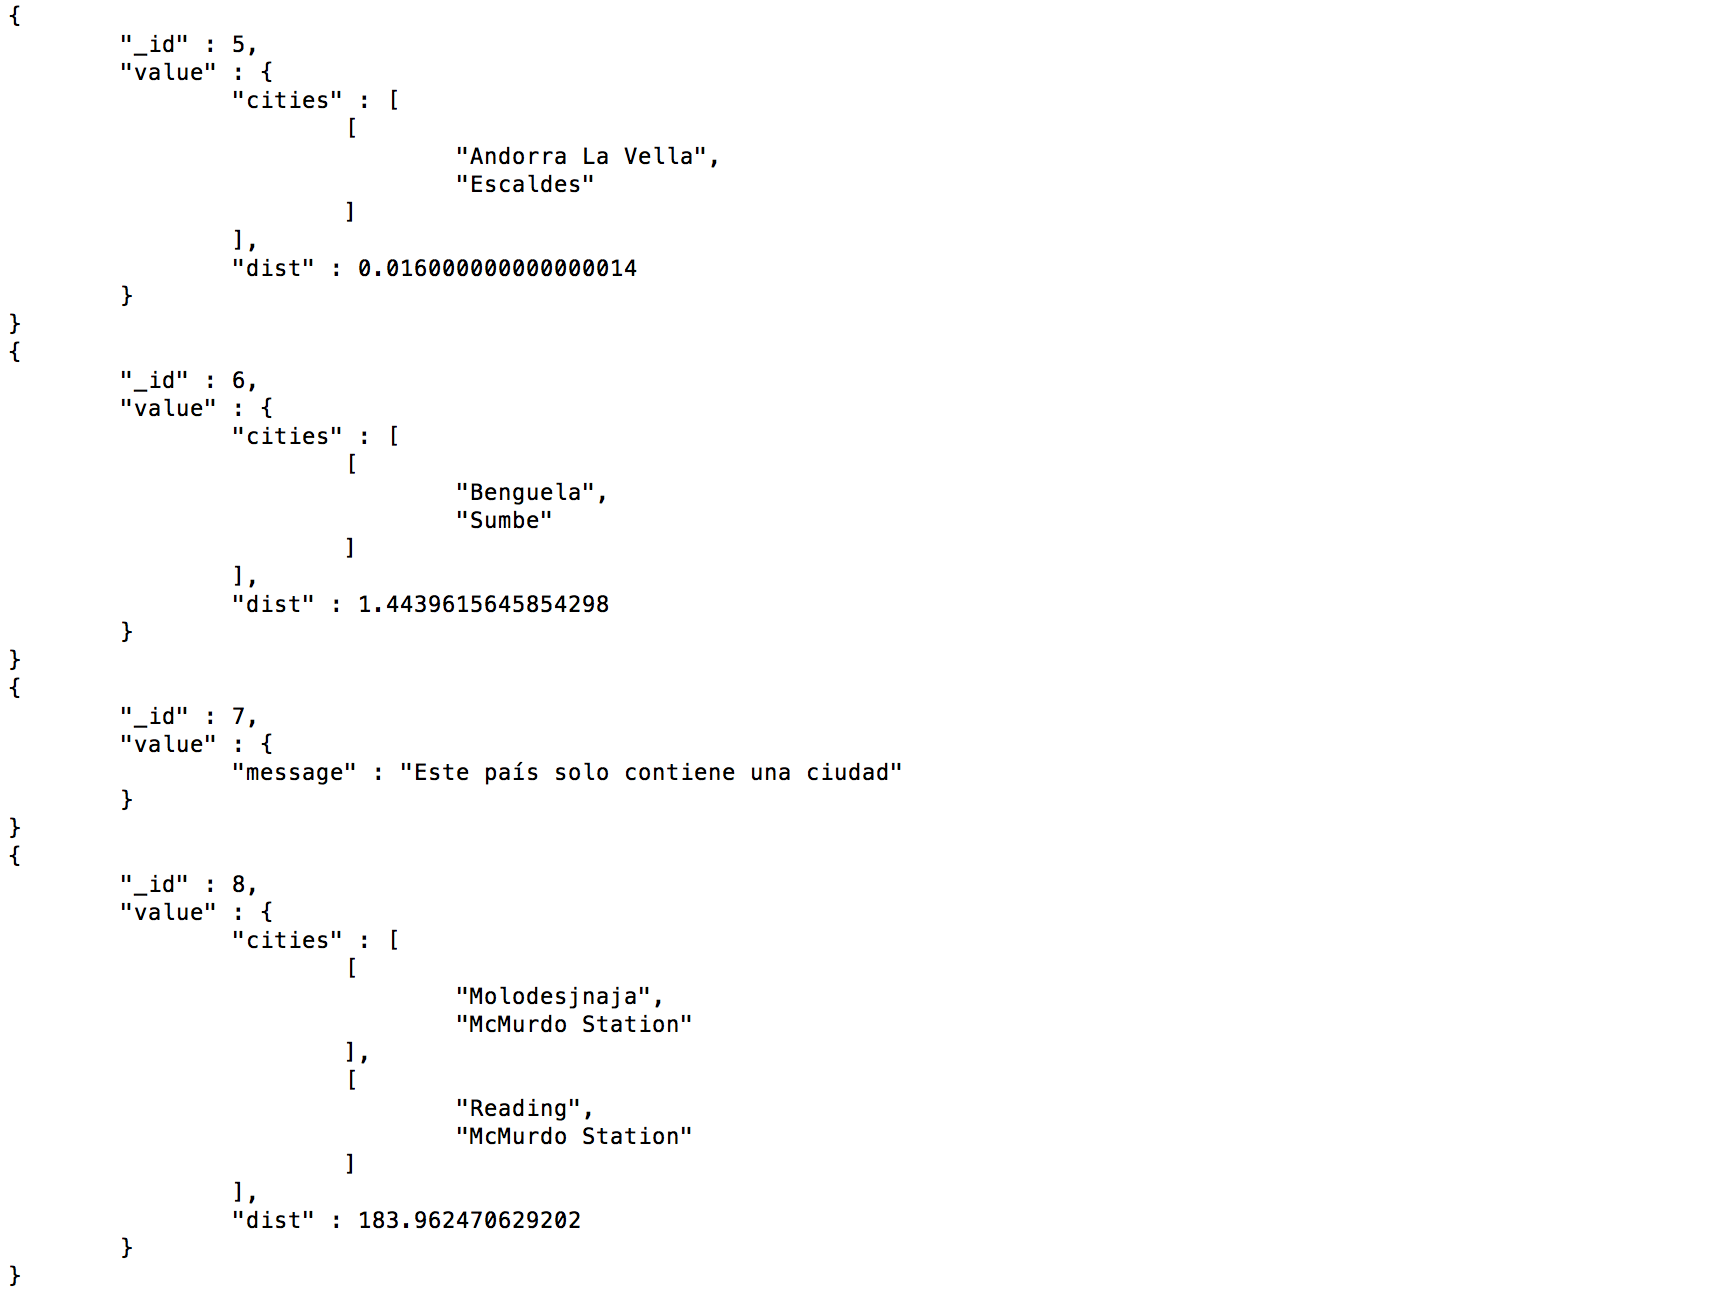 {
        "_id" : 5,
        "value" : {
                "cities" : [
                        [
                                "Andorra La Vella",
                                "Escaldes"
                        ]
                ],
                "dist" : 0.016000000000000014
        }
}
{
        "_id" : 6,
        "value" : {
                "cities" : [
                        [
                                "Benguela",
                                "Sumbe"
                        ]
                ],
                "dist" : 1.4439615645854298
        }
}
{
        "_id" : 7,
        "value" : {
                "message" : "Este país solo contiene una ciudad"
        }
}
{
        "_id" : 8,
        "value" : {
                "cities" : [
                        [
                                "Molodesjnaja",
                                "McMurdo Station"
                        ],
                        [
                                "Reading",
                                "McMurdo Station"
                        ]
                ],
                "dist" : 183.962470629202
        }
}